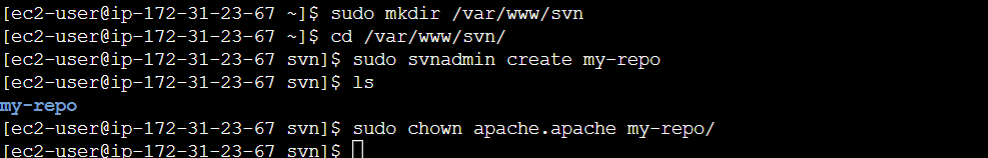 [ec2-user@ip-172-31-23-67 ~]$ sudo mkdir /var/www/svn
[ec2-user@ip-172-31-23-67 ~]$ cd /var/www/svn/
[ec2-user@ip-172-31-23-67 svn]$ sudo svnadmin create my-repo
[ec2-user@ip-172-31-23-67 svn]$ ls
my-repo
[ec2-user@ip-172-31-23-67 svn]$ sudo chown apache.apache my-repo/
[ec2-user@ip-172-31-23-67 svn]$